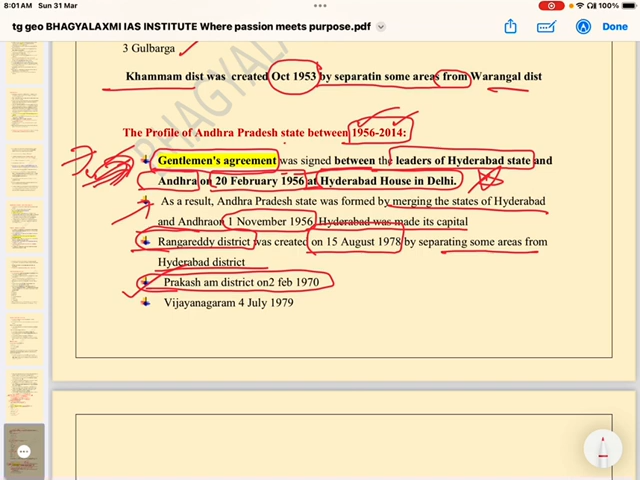 8:01AM Sun 31 Mar
100%
tg geo BHAGYALAXMI IAS INSTITUTE Where passion meets purpose.pdf
Done
3 Gulbarga
Khammam dist was created Oct 1953 by separatin some areas from Warangal dist
The Profile of Andhra Pradesh state between 1956-2014:
Gentlemen's agreement was signed between the leaders of Hyderabad state and
Andhra on 20 February 1956 at Hyderabad House in Delhi.
As a result, Andhra Pradesh state was formed by merging the states of Hyderabad
and Andhraon 1 November 1956. Hyderabad was made its capital
Rangareddy district was created on 15 August 1978 by separating some areas from
Hyderabad district
Prakash am district on2 feb 1970
Vijayanagaram 4 July 1979